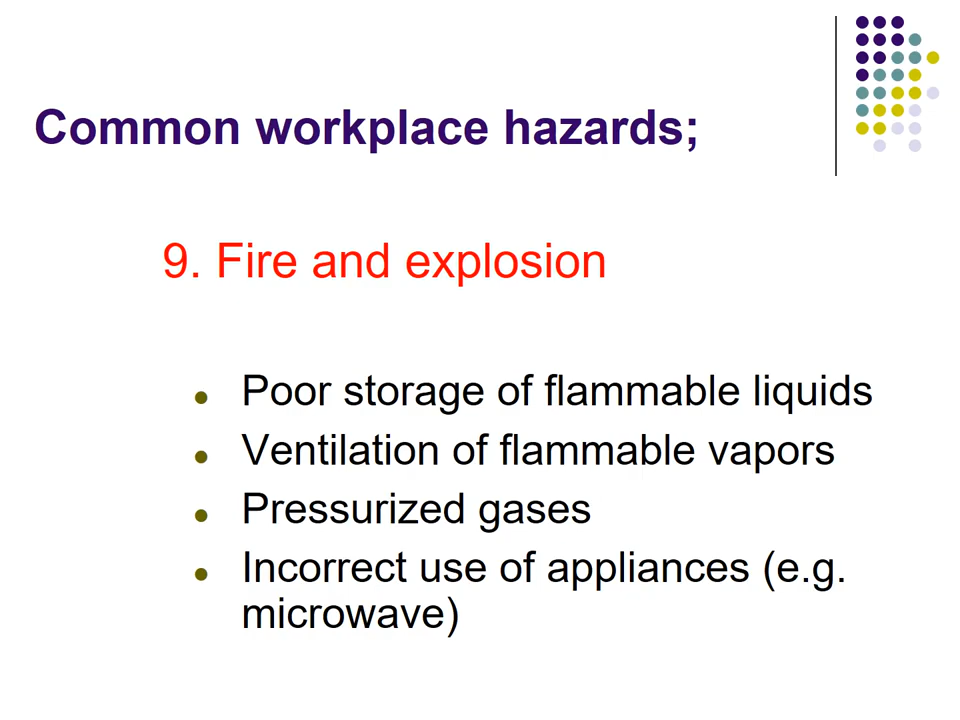 Common workplace hazards;
9. Fire and explosion
Poor storage of flammable liquids
Ventilation of flammable vapors
Pressurized gases
Incorrect use of appliances (e.g.
microwave)